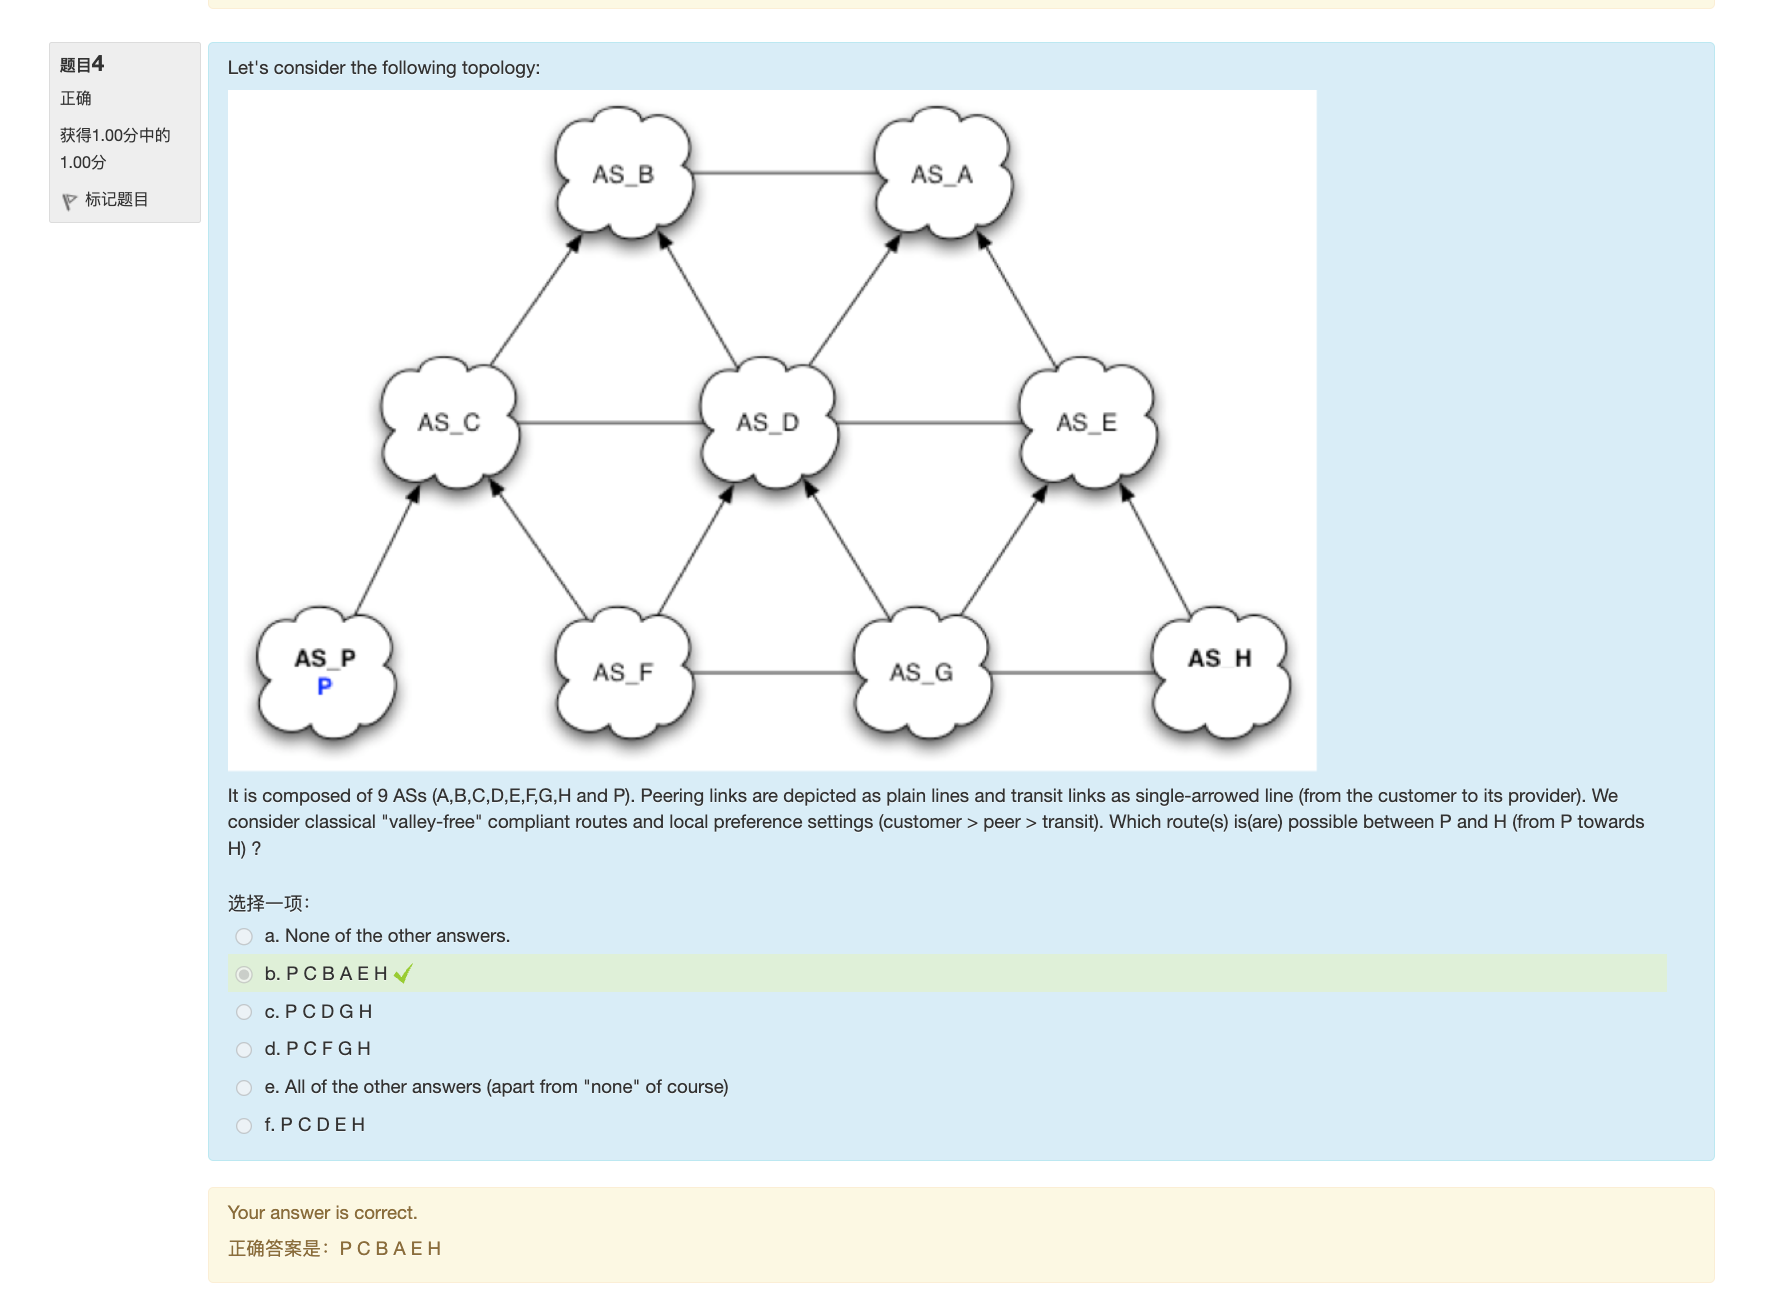 题目4
正确
获得1.00分中的
1.00分
标记题目
Let's consider the following topology:
AS_B
AS_A
AS_C
AS_D
AS_E
AS_P
P
AS_F
AS_G
AS_H
It is composed of 9 ASs (A,B,C,D,E,F,G,H and P). Peering links are depicted as plain lines and transit links as single-arrowed line (from the customer to its provider). We
consider classical "valley-free" compliant routes and local preference settings (customer > peer > transit). Which route(s) is(are) possible between P and H (from P towards
H) ?
选择一项：
a. None of the other answers.
b. P C B A E H
c. P C D G H
d. P C F G H
e. All of the other answers (apart from "none" of course)
f. P C D E H
Your answer is correct.
正确答案是：P C B A E H